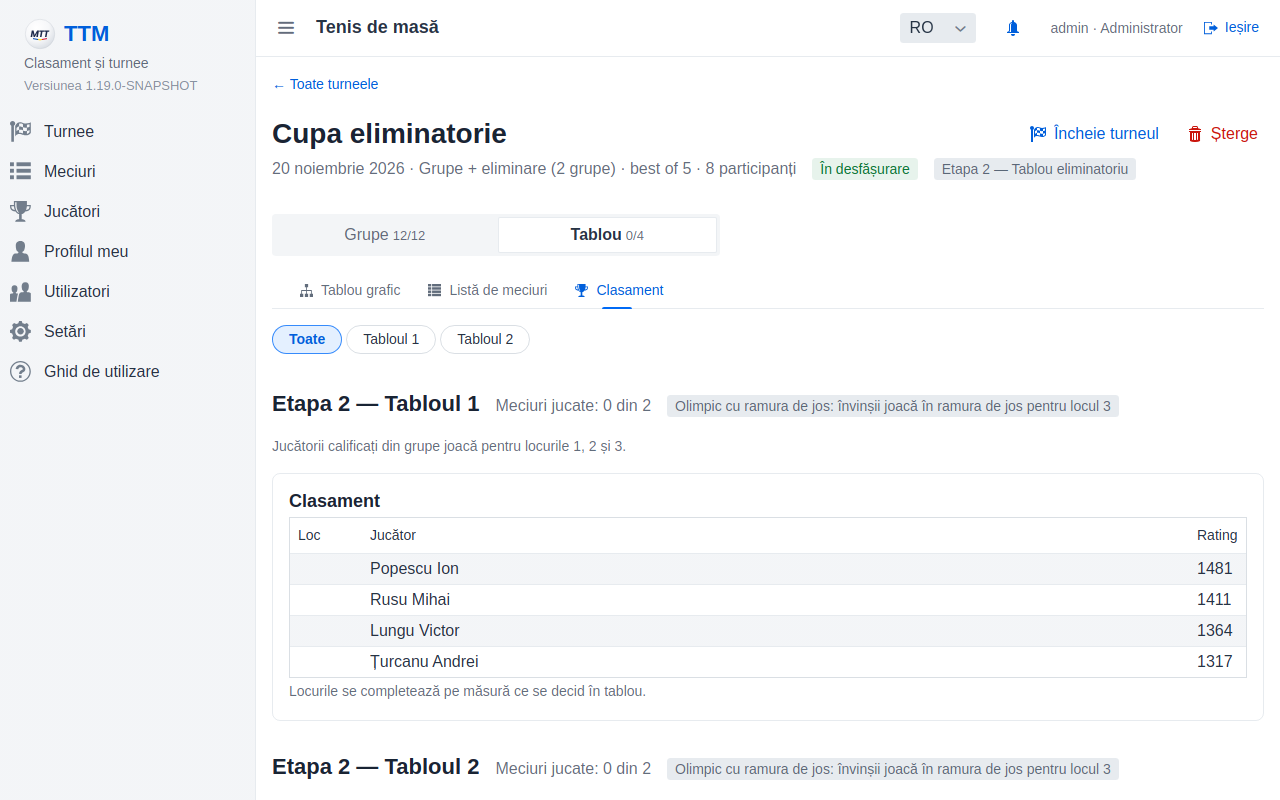 MTT TTM
Clasament și turnee
Versiunea 1.19.0-SNAPSHOT
Turnee
Meciuri
Jucători
Profilul meu
Utilizatori
Setări
Ghid de utilizare
Tenis de masă
RO
admin · Administrator
Ieșire
← Toate turneele
Cupa eliminatorie
Încheie turneul
Șterge
20 noiembrie 2026 · Grupe + eliminare (2 grupe) · best of 5 · 8 participanți
În desfășurare
Etapa 2 — Tablou eliminatoriu
Grupe 12/12
Tablou 0/4
Tablou grafic
Listă de meciuri
Clasament
Toate
Tabloul 1
Tabloul 2
Etapa 2 — Tabloul 1
Meciuri jucate: 0 din 2
Olimpic cu ramura de jos: învinșii joacă în ramura de jos pentru locul 3
Jucătorii calificați din grupe joacă pentru locurile 1, 2 și 3.
Clasament
Loc Jucător Rating
Popescu Ion 1481
Rusu Mihai 1411
Lungu Victor 1364
Țurcanu Andrei 1317
Locurile se completează pe măsură ce se decid în tablou.
Etapa 2 — Tabloul 2
Meciuri jucate: 0 din 2
Olimpic cu ramura de jos: învinșii joacă în ramura de jos pentru locul 3